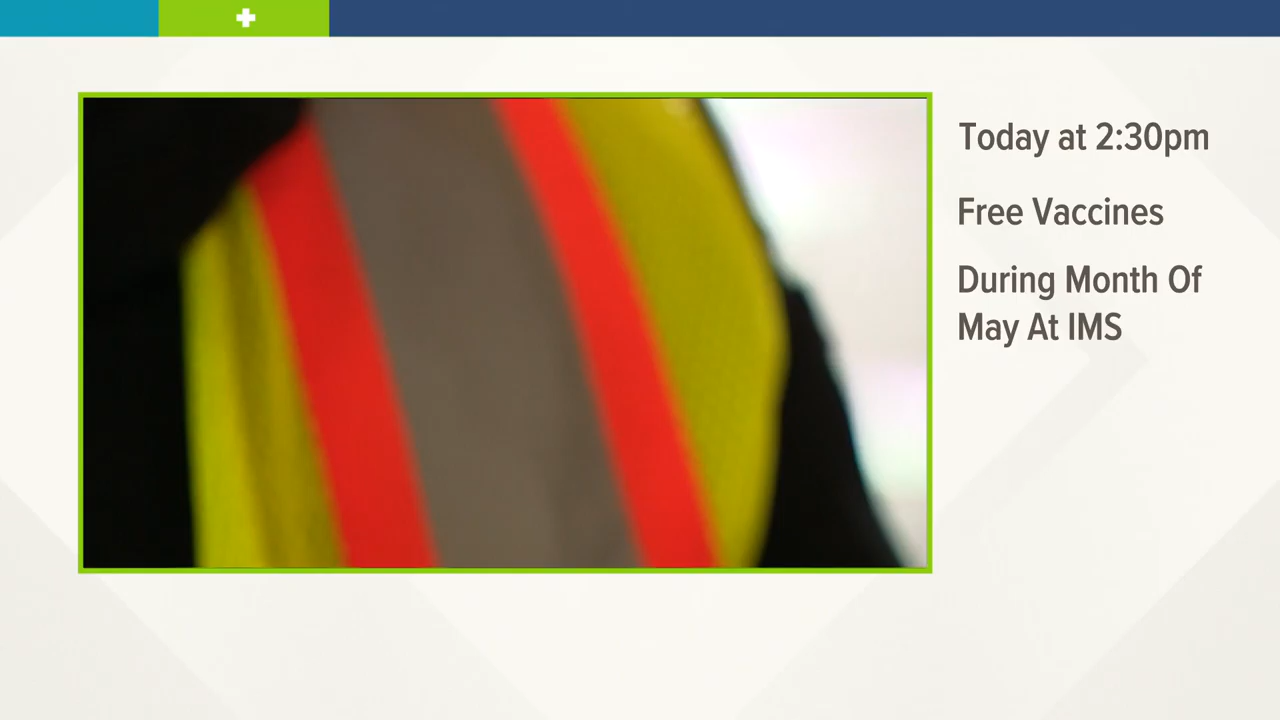 Today at 2:30pm
Free Vaccines
During Month Of
May At IMS